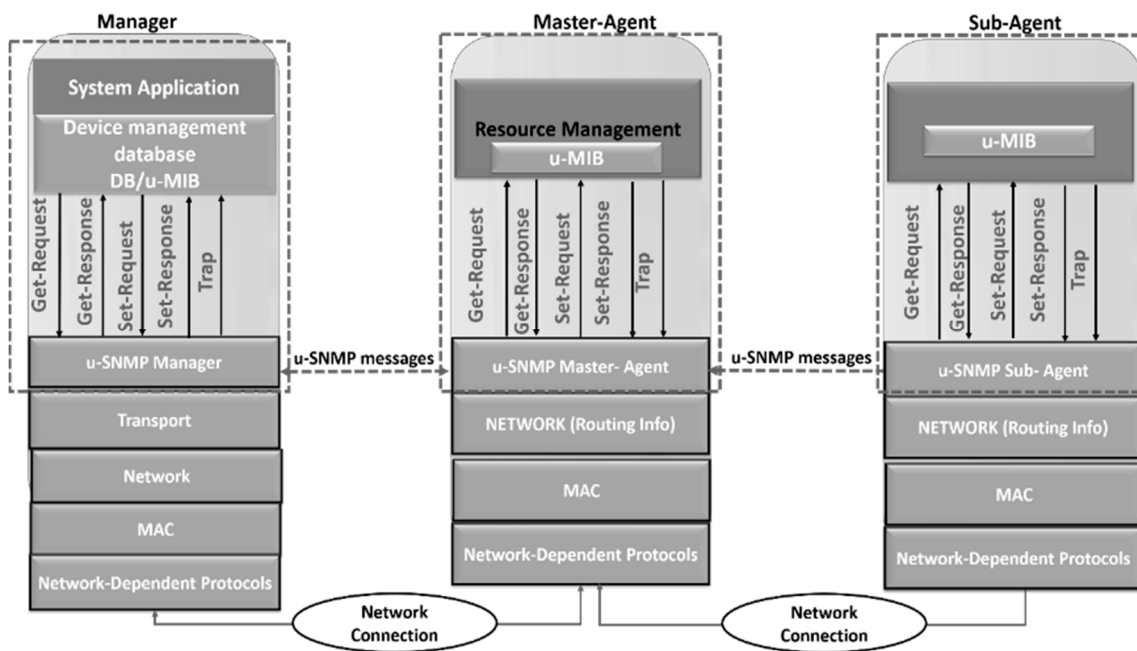 Manager
System Application
Device management
database
DB/u-MIB
Get-Request
Get-Response
Set-Request
Set-Response
Trap
u-SNMP Manager
Transport
Network
MAC
Network-Dependent Protocols
u-SNMP messages
Master-Agent
Resource Management
u-MIB
Get-Request
Get-Response
Set-Request
Set-Response
Trap
u-SNMP Master- Agent
NETWORK (Routing Info)
MAC
Network-Dependent Protocols
u-SNMP messages
Sub-Agent
u-MIB
Get-Request
Get-Response
Set-Request
Set-Response
Trap
u-SNMP Sub- Agent
NETWORK (Routing Info)
MAC
Network-Dependent Protocols
Network
Connection
Network
Connection